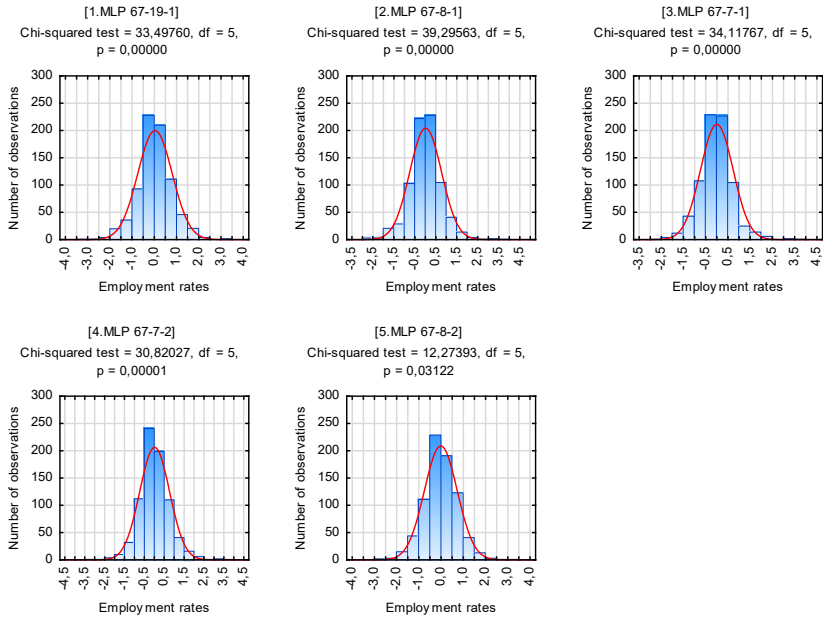 [1.MLP 67-19-1]
Chi-squared test = 33,49760, df = 5,
p = 0,00000
300
250
200
150
100
50
0
Number of observations
-4,0 -3,0 -2,0 -1,0 0,0 1,0 2,0 3,0 4,0
Employment rates
[2.MLP 67-8-1]
Chi-squared test = 39,29563, df = 5,
p = 0,00000
300
250
200
150
100
50
0
Number of observations
-3,5 -2,5 -1,5 -0,5 0,5 1,5 2,5 3,5 4,5
Employment rates
[3.MLP 67-7-1]
Chi-squared test = 34,11767, df = 5,
p = 0,00000
300
250
200
150
100
50
0
Number of observations
-3,5 -2,5 -1,5 -0,5 0,5 1,5 2,5 3,5 4,5
Employment rates
[4.MLP 67-7-2]
Chi-squared test = 30,82027, df = 5,
p = 0,00001
300
250
200
150
100
50
0
Number of observations
-4,5 -3,5 -2,5 -1,5 -0,5 0,5 1,5 2,5 3,5 4,5
Employment rates
[5.MLP 67-8-2]
Chi-squared test = 12,27393, df = 5,
p = 0,03122
300
250
200
150
100
50
0
Number of observations
-4,0 -3,0 -2,0 -1,0 0,0 1,0 2,0 3,0 4,0
Employment rates